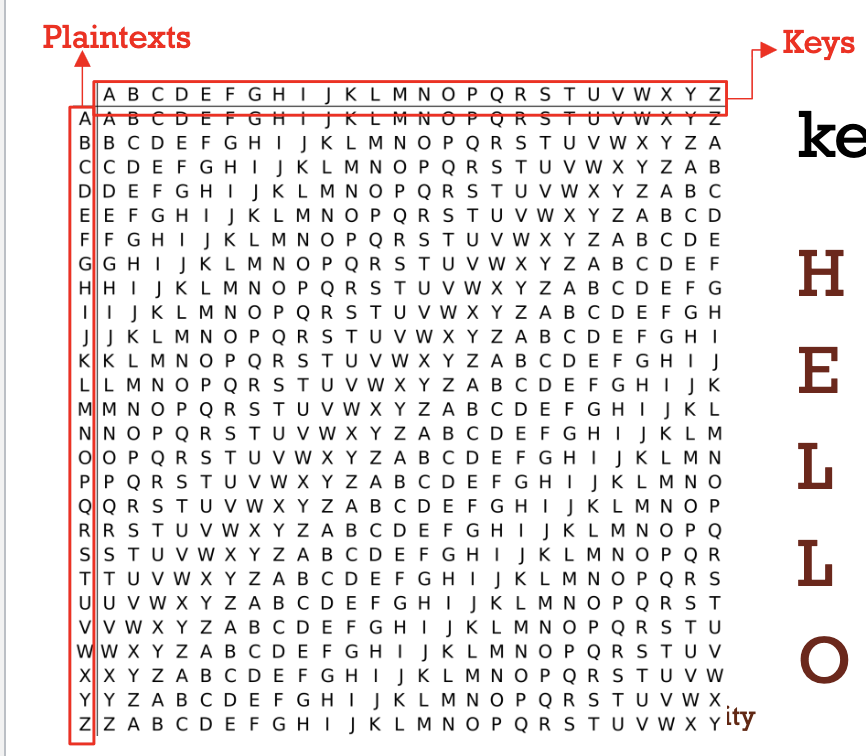 Plaintexts
Keys
A B C D E F G H I J K L M N O P Q R S T U V W X Y Z
A A B C D E F G H I J K L M N O P Q R S T U V W X Y Z
B B C D E F G H I J K L M N O P Q R S T U V W X Y Z A
C C D E F G H I J K L M N O P Q R S T U V W X Y Z A B
D D E F G H I J K L M N O P Q R S T U V W X Y Z A B C
E E F G H I J K L M N O P Q R S T U V W X Y Z A B C D
F F G H I J K L M N O P Q R S T U V W X Y Z A B C D E
G G H I J K L M N O P Q R S T U V W X Y Z A B C D E F
H H I J K L M N O P Q R S T U V W X Y Z A B C D E F G
I I J K L M N O P Q R S T U V W X Y Z A B C D E F G H
J J K L M N O P Q R S T U V W X Y Z A B C D E F G H I
K K L M N O P Q R S T U V W X Y Z A B C D E F G H I J
L L M N O P Q R S T U V W X Y Z A B C D E F G H I J K
M M N O P Q R S T U V W X Y Z A B C D E F G H I J K L
N N O P Q R S T U V W X Y Z A B C D E F G H I J K L M
O O P Q R S T U V W X Y Z A B C D E F G H I J K L M N
P P Q R S T U V W X Y Z A B C D E F G H I J K L M N O
Q Q R S T U V W X Y Z A B C D E F G H I J K L M N O P
R R S T U V W X Y Z A B C D E F G H I J K L M N O P Q
S S T U V W X Y Z A B C D E F G H I J K L M N O P Q R
T T U V W X Y Z A B C D E F G H I J K L M N O P Q R S
U U V W X Y Z A B C D E F G H I J K L M N O P Q R S T
V V W X Y Z A B C D E F G H I J K L M N O P Q R S T U
W W X Y Z A B C D E F G H I J K L M N O P Q R S T U V
X X Y Z A B C D E F G H I J K L M N O P Q R S T U V W
Y Y Z A B C D E F G H I J K L M N O P Q R S T U V W X
Z Z A B C D E F G H I J K L M N O P Q R S T U V W X Y
ke
H
E
L
L
O
ity